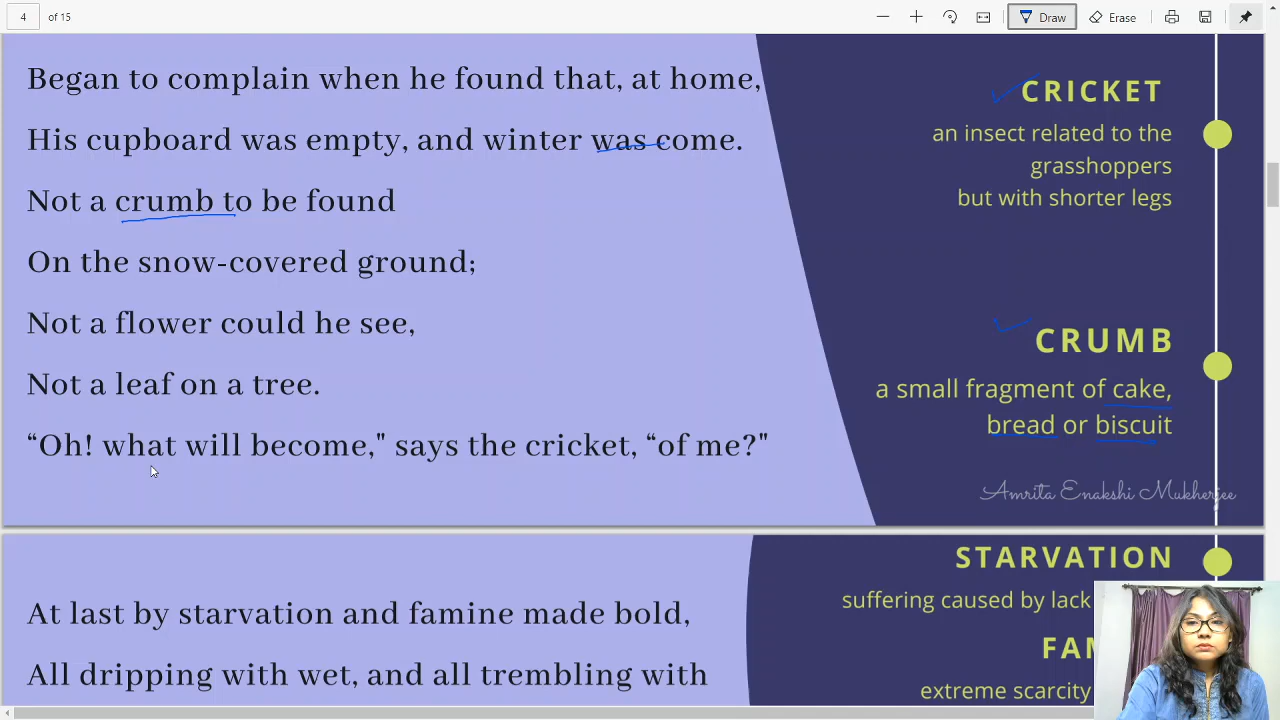 4 of 15
Draw
Erase
Began to complain when he found that, at home,
His cupboard was empty, and winter was come.
Not a crumb to be found
On the snow-covered ground;
Not a flower could he see,
Not a leaf on a tree.
“Oh! what will become," says the cricket, “of me?"
CRICKET
an insect related to the
grasshoppers
but with shorter legs
CRUMB
a small fragment of cake,
bread or biscuit
Amrita Enakshi Mukherjee
At last by starvation and famine made bold,
All dripping with wet, and all trembling with
STARVATION
suffering caused by lack
extreme scarcity